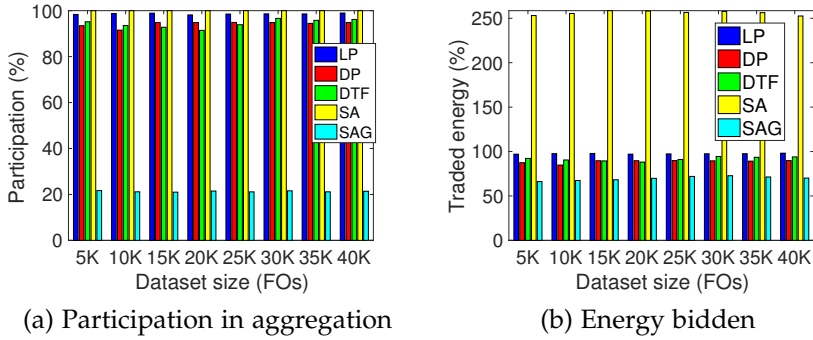 100
80
60
40
20
0
Participation (%)
LP
DP
DTF
SA
SAG
5K 10K 15K 20K 25K 30K 35K 40K
Dataset size (FOs)
(a) Participation in aggregation
250
200
150
100
50
0
Traded energy (%)
LP
DP
DTF
SA
SAG
5K 10K 15K 20K 25K 30K 35K 40K
Dataset size (FOs)
(b) Energy bidden